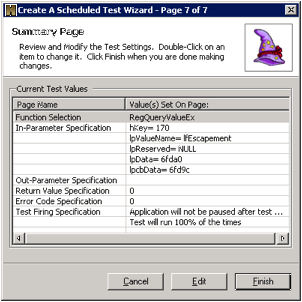 Create A Scheduled Test Wizard - Page 7 of 7
Summary Page
Review and Modify the Test Settings. Double-Click on an
item to change it. Click Finish when you are done making
changes.
Current Test Values
Page Name Value(s) Set On Page:
Function Selection RegQueryValueEx
In-Parameter Specification hKey= 170
lpValueName= lfEscapement
lpReserved= NULL
lpData= 6fda0
lpcbData= 6fd9c
Out-Parameter Specification
Return Value Specification 0
Error Code Specification 0
Test Firing Specification Application will not be paused after test ...
Test will run 100% of the times
Cancel Edit Finish